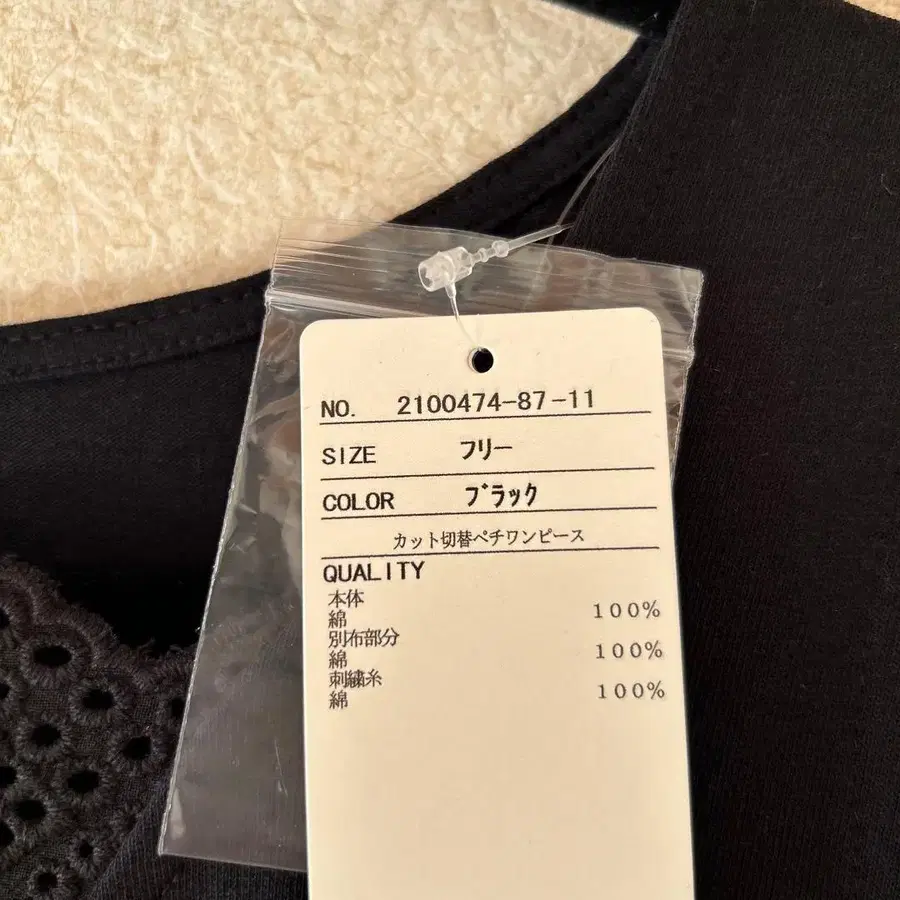 NO. 2100474-87-11
SIZE フリー
COLOR ブラック
カット切替ペチワンピース
QUALITY
本体
綿 100%
別布部分
綿 100%
刺繍糸
綿 100%